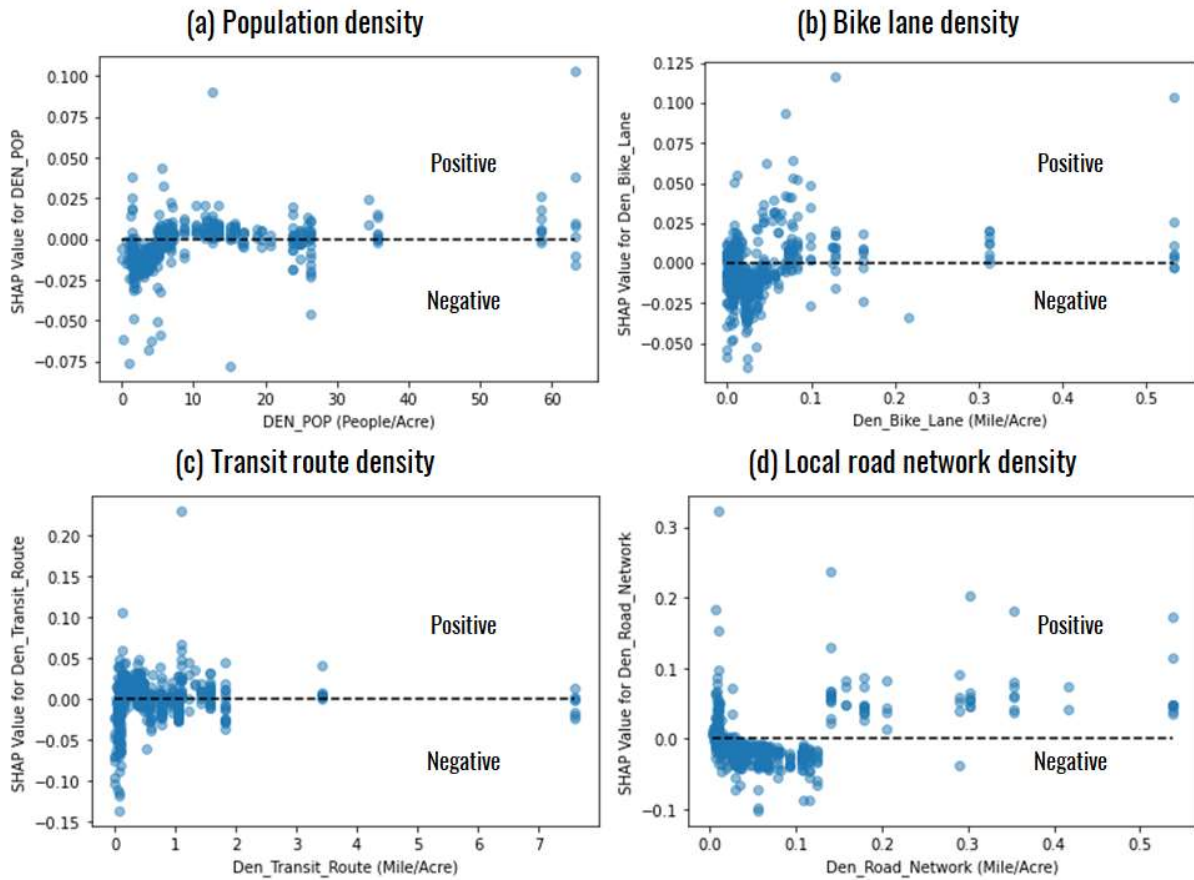 (a) Population density
0.100
0.075
0.050
0.025
0.000
−0.025
−0.050
−0.075
SHAP Value for DEN_POP
Positive
Negative
0 10 20 30 40 50 60
DEN_POP (People/Acre)
(b) Bike lane density
0.125
0.100
0.075
0.050
0.025
0.000
−0.025
−0.050
SHAP Value for Den_Bike_Lane
Positive
Negative
0.0 0.1 0.2 0.3 0.4 0.5
Den_Bike_Lane (Mile/Acre)
(c) Transit route density
0.20
0.15
0.10
0.05
0.00
−0.05
−0.10
−0.15
SHAP Value for Den_Transit_Route
Positive
Negative
0 1 2 3 4 5 6 7
Den_Transit_Route (Mile/Acre)
(d) Local road network density
0.3
0.2
0.1
0.0
−0.1
SHAP Value for Den_Road_Network
Positive
Negative
0.0 0.1 0.2 0.3 0.4 0.5
Den_Road_Network (Mile/Acre)